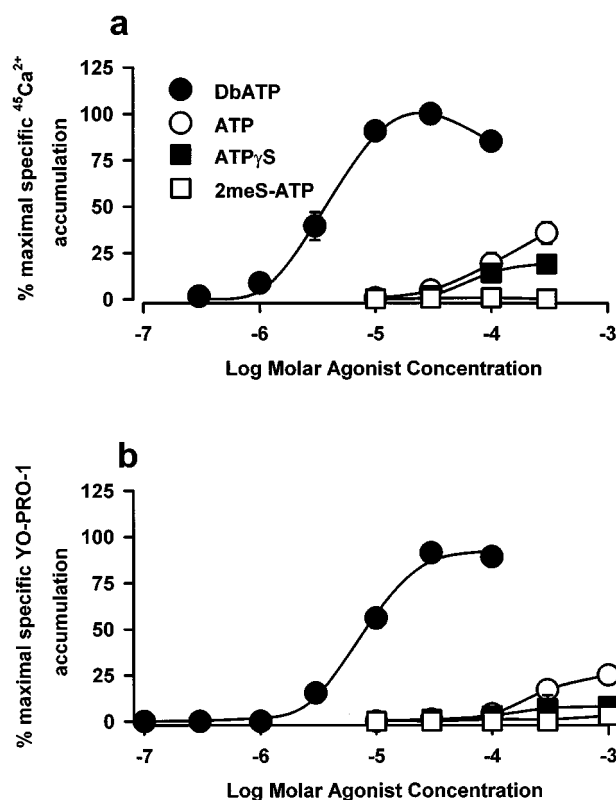 a
% maximal specific ⁴⁵Ca²⁺
accumulation
125
100
75
50
25
0
DbATP
ATP
ATPγS
2meS-ATP
-7
-6
-5
-4
-3
Log Molar Agonist Concentration
b
% maximal specific YO-PRO-1
accumulation
125
100
75
50
25
0
-7
-6
-5
-4
-3
Log Molar Agonist Concentration